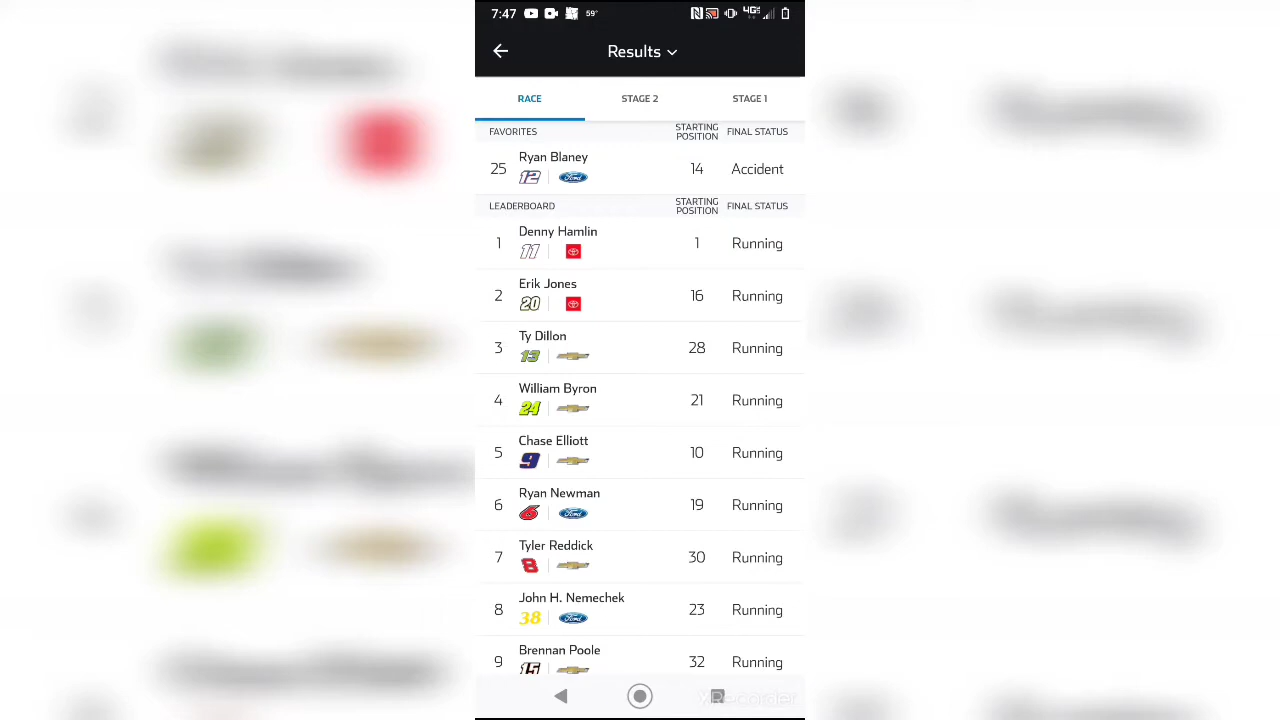 7:47 59° 4G
Results
RACE STAGE 2 STAGE 1
FAVORITES STARTING POSITION FINAL STATUS
25 Ryan Blaney 14 Accident
12 Ford
LEADERBOARD STARTING POSITION FINAL STATUS
1 Denny Hamlin 1 Running
11
2 Erik Jones 16 Running
20
3 Ty Dillon 28 Running
13
4 William Byron 21 Running
24
5 Chase Elliott 10 Running
9
6 Ryan Newman 19 Running
6 Ford
7 Tyler Reddick 30 Running
8
8 John H. Nemechek 23 Running
38 Ford
9 Brennan Poole 32 Running
15